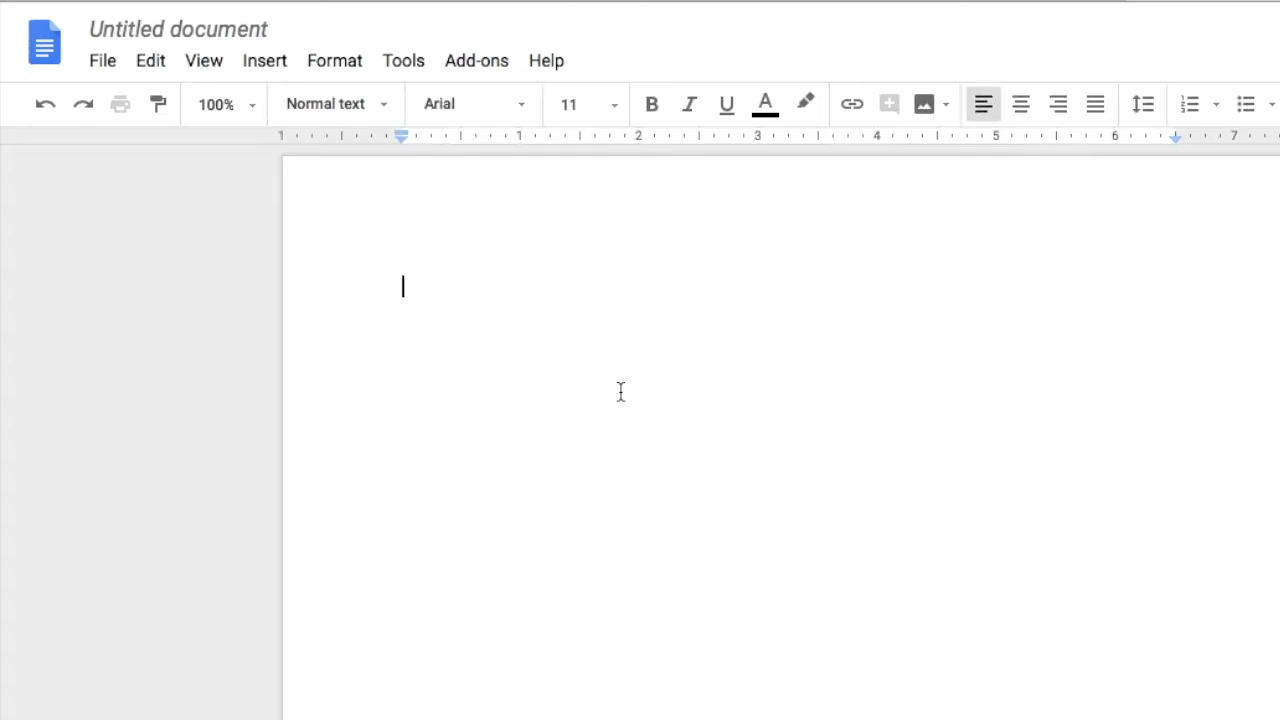 Untitled document
File Edit View Insert Format Tools Add-ons Help
100% Normal text Arial 11 B I U A
1 1 2 3 4 5 6 7